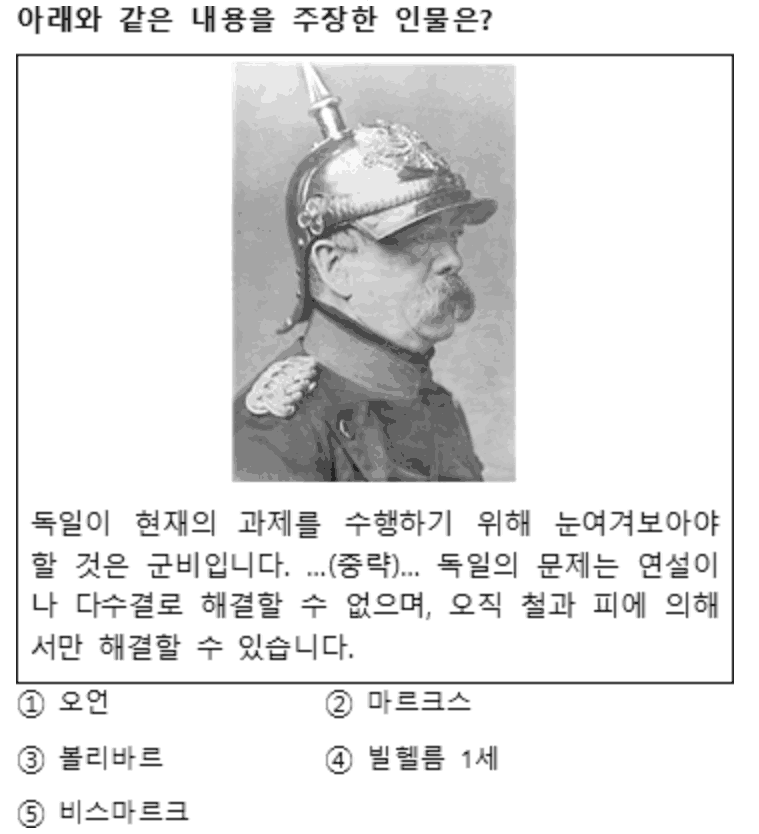 아래와 같은 내용을 주장한 인물은?
독일이 현재의 과제를 수행하기 위해 눈여겨보아야
할 것은 군비입니다. ...(중략)... 독일의 문제는 연설이
나 다수결로 해결할 수 없으며, 오직 철과 피에 의해
서만 해결할 수 있습니다.
① 오언 ② 마르크스
③ 볼리바르 ④ 빌헬름 1세
⑤ 비스마르크